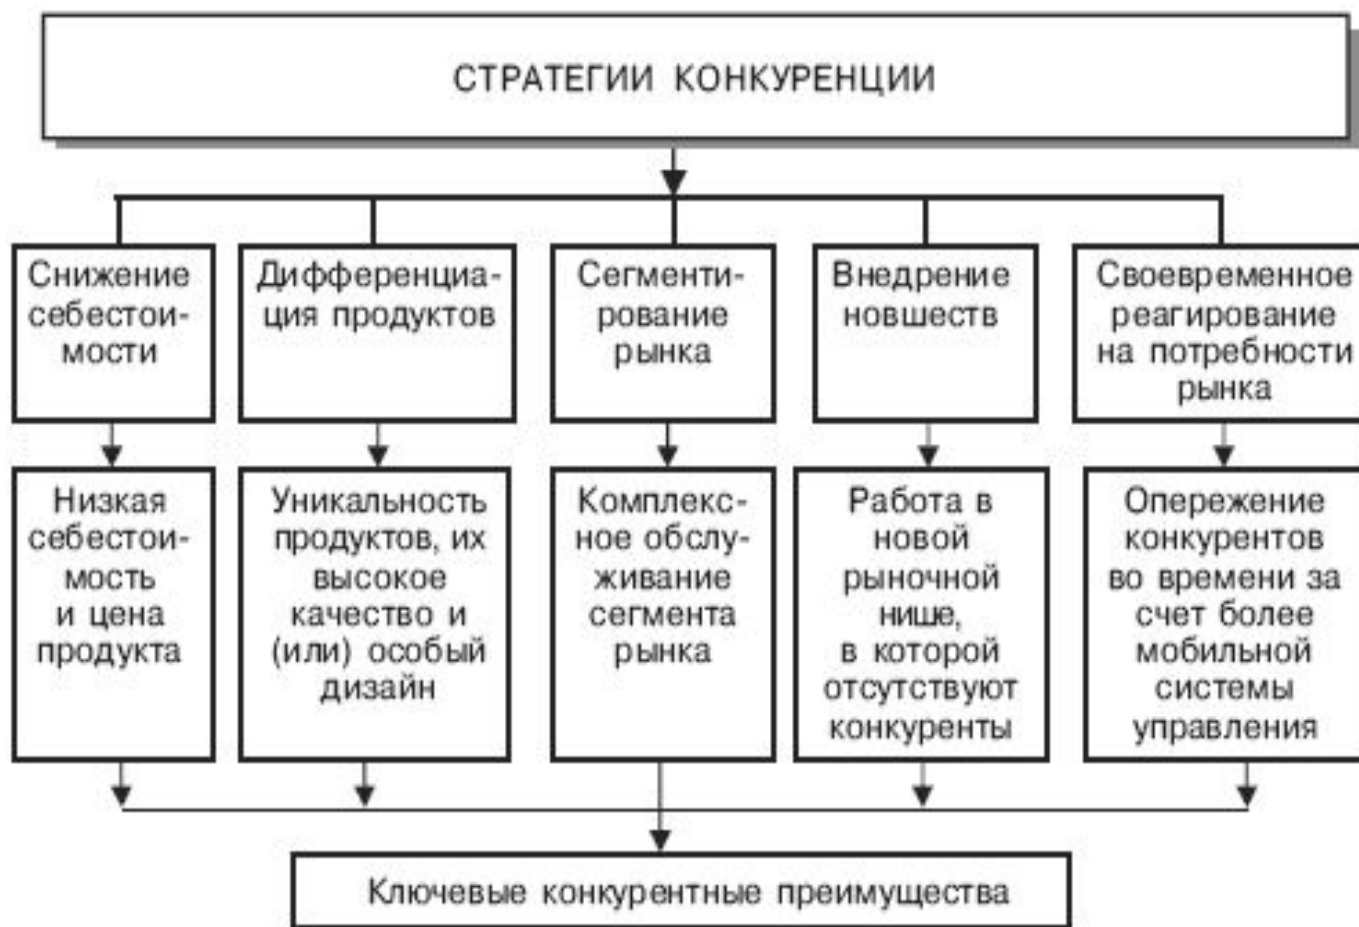 СТРАТЕГИИ КОНКУРЕНЦИИ
Снижение
себестои-
мости
Дифференциа-
ция продуктов
Сегменти-
рование
рынка
Внедрение
новшеств
Своевременное
реагирование
на потребности
рынка
Низкая
себестои-
мость
и цена
продукта
Уникальность
продуктов, их
высокое
качество и
(или) особый
дизайн
Комплекс-
ное обслу-
живание
сегмента
рынка
Работа в
новой
рыночной
нише,
в которой
отсутствуют
конкуренты
Опережение
конкурентов
во времени за
счет более
мобильной
системы
управления
Ключевые конкурентные преимущества